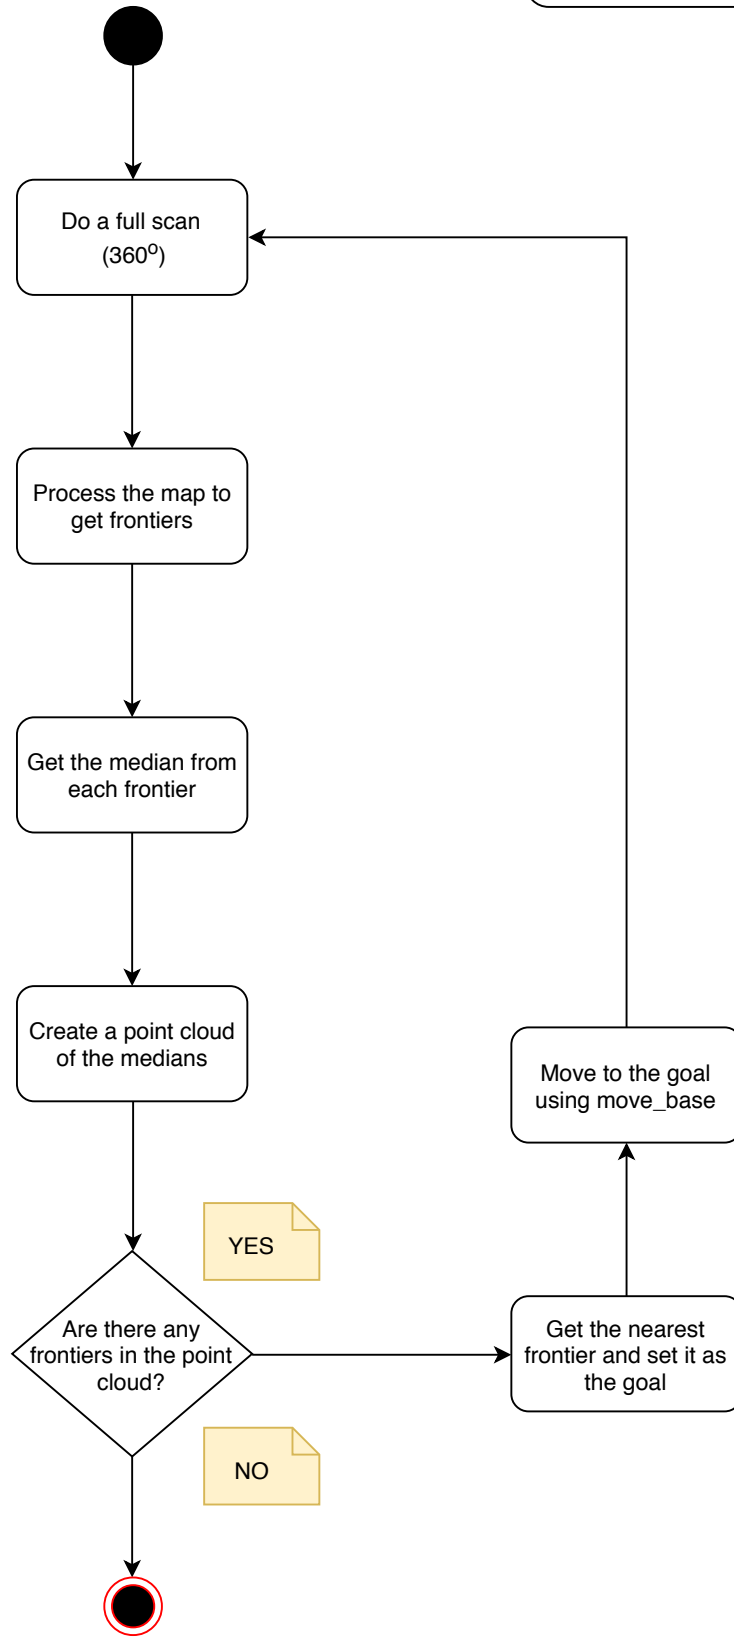 Do a full scan
(360º)
Process the map to
get frontiers
Get the median from
each frontier
Create a point cloud
of the medians
Move to the goal
using move_base
YES
Are there any
frontiers in the point
cloud?
Get the nearest
frontier and set it as
the goal
NO